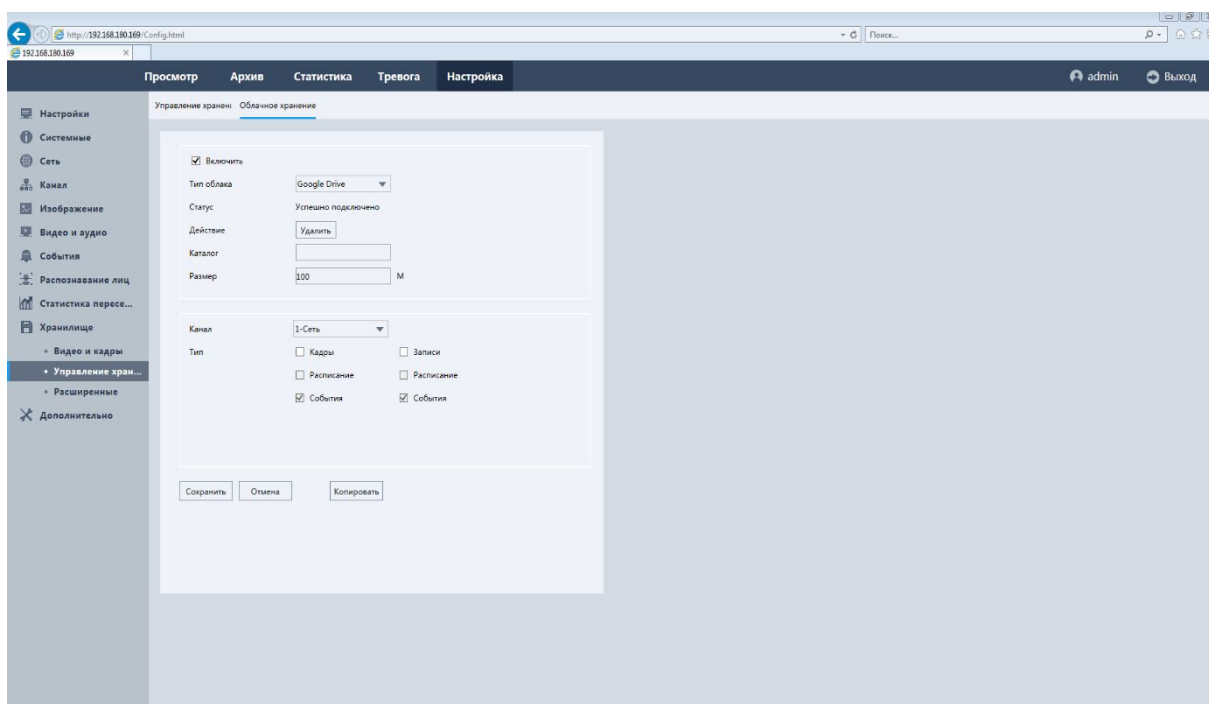 http://192.168.180.169/Config.html
Поиск...
192.168.180.169
Просмотр Архив Статистика Тревога Настройка admin Выход
Управление хранени Облачное хранение
Настройки
Системные
Сеть
Канал
Изображение
Видео и аудио
События
Распознавание лиц
Статистика пересе...
Хранилище
Видео и кадры
Управление хран...
Расширенные
Дополнительно
Включить
Тип облака Google Drive
Статус Успешно подключено
Действие Удалить
Каталог
Размер 100 M
Канал 1-Сеть
Тип Кадры Записи
Расписание Расписание
События События
Сохранить Отмена Копировать